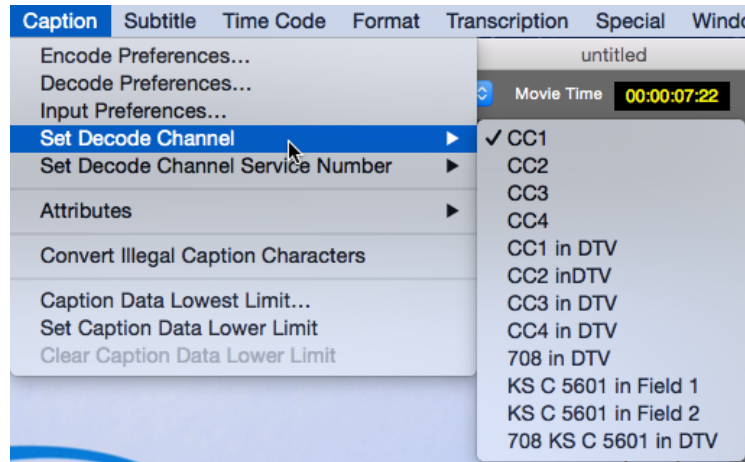 Caption Subtitle Time Code Format Transcription Special
Encode Preferences...
Decode Preferences...
Input Preferences...
Set Decode Channel
Set Decode Channel Service Number
Attributes
Convert Illegal Caption Characters
Caption Data Lowest Limit...
Set Caption Data Lower Limit
Clear Caption Data Lower Limit
untitled
Movie Time 00:00:07:22
CC1
CC2
CC3
CC4
CC1 in DTV
CC2 inDTV
CC3 in DTV
CC4 in DTV
708 in DTV
KS C 5601 in Field 1
KS C 5601 in Field 2
708 KS C 5601 in DTV